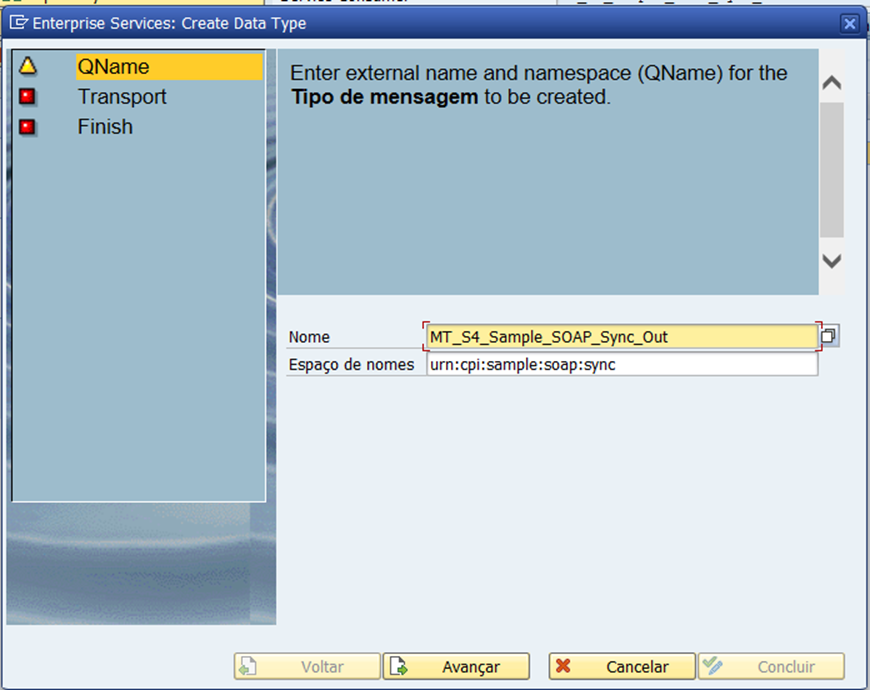 Enterprise Services: Create Data Type
QName
Transport
Finish
Enter external name and namespace (QName) for the
Tipo de mensagem to be created.
Nome
MT_S4_Sample_SOAP_Sync_Out
Espaço de nomes
urn:cpi:sample:soap:sync
Voltar
Avançar
Cancelar
Concluir